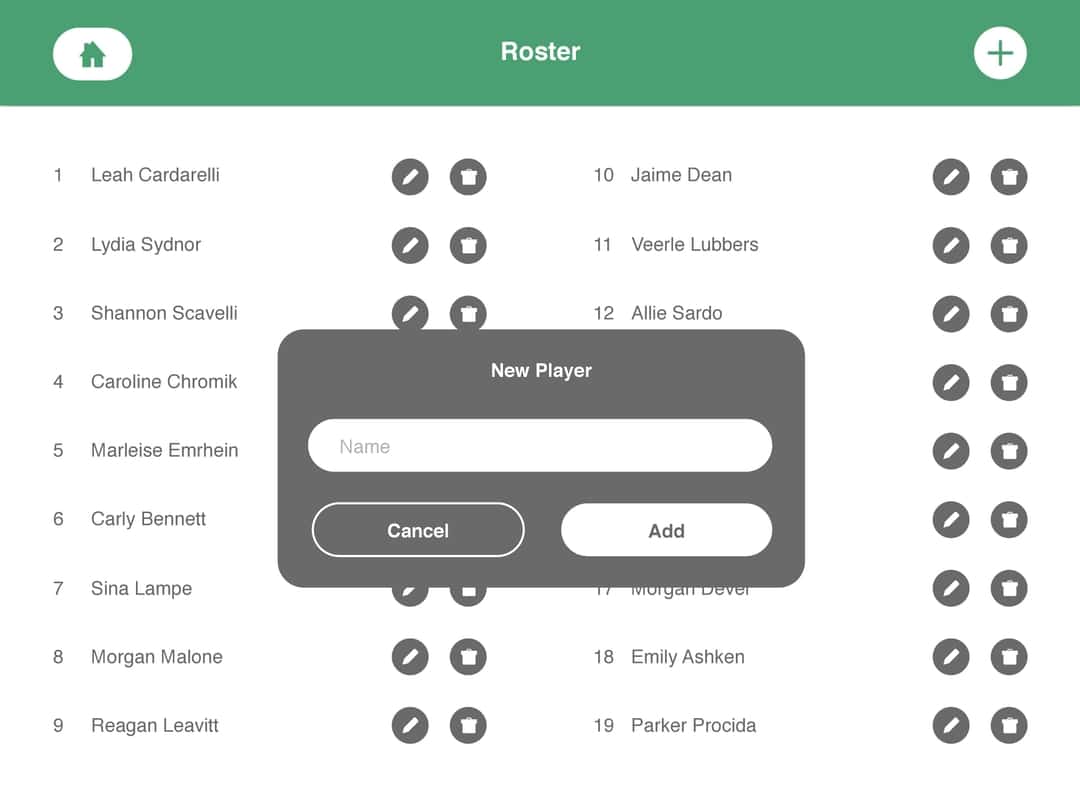 Roster
1 Leah Cardarelli
2 Lydia Sydnor
3 Shannon Scavelli
4 Caroline Chromik
5 Marleise Emrhein
6 Carly Bennett
7 Sina Lampe
8 Morgan Malone
9 Reagan Leavitt
10 Jaime Dean
11 Veerle Lubbers
12 Allie Sardo
17 Morgan Dever
18 Emily Ashken
19 Parker Procida
New Player
Name
Cancel
Add